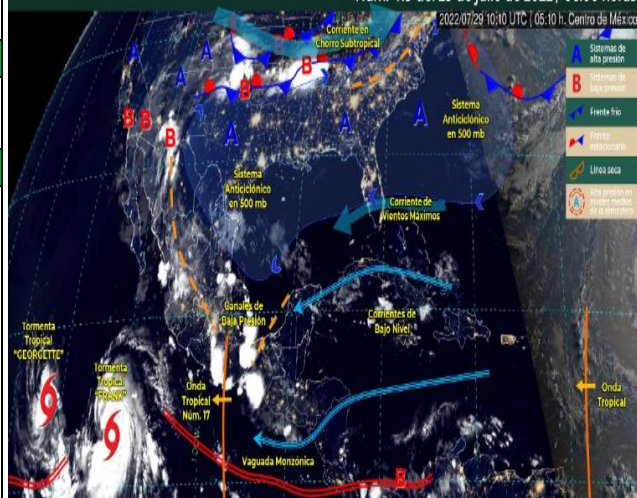 2022/07/29 10:10 UTC | 05:10 h. Centro de México
Corriente en
Chorro Subtropical
A
Sistemas de
alta presión
B
Sistemas de
baja presión
Frente frío
Frente
estacionario
Línea seca
Alta presión en
niveles medios
de la atmósfera
A
A
A
A
B
B
B
B
B
A
A
A
Sistema
Anticiclónico
en 500 mb
Sistema
Anticiclónico
en 500 mb
Corriente de
Vientos Máximos
Canales de
Baja Presión
Corrientes de
Bajo Nivel
Tormenta
Tropical
"GEORGETTE"
Tormenta
Tropical
"FRANK"
Onda
Tropical
Núm. 17
Onda
Tropical
Vaguada Monzónica
B